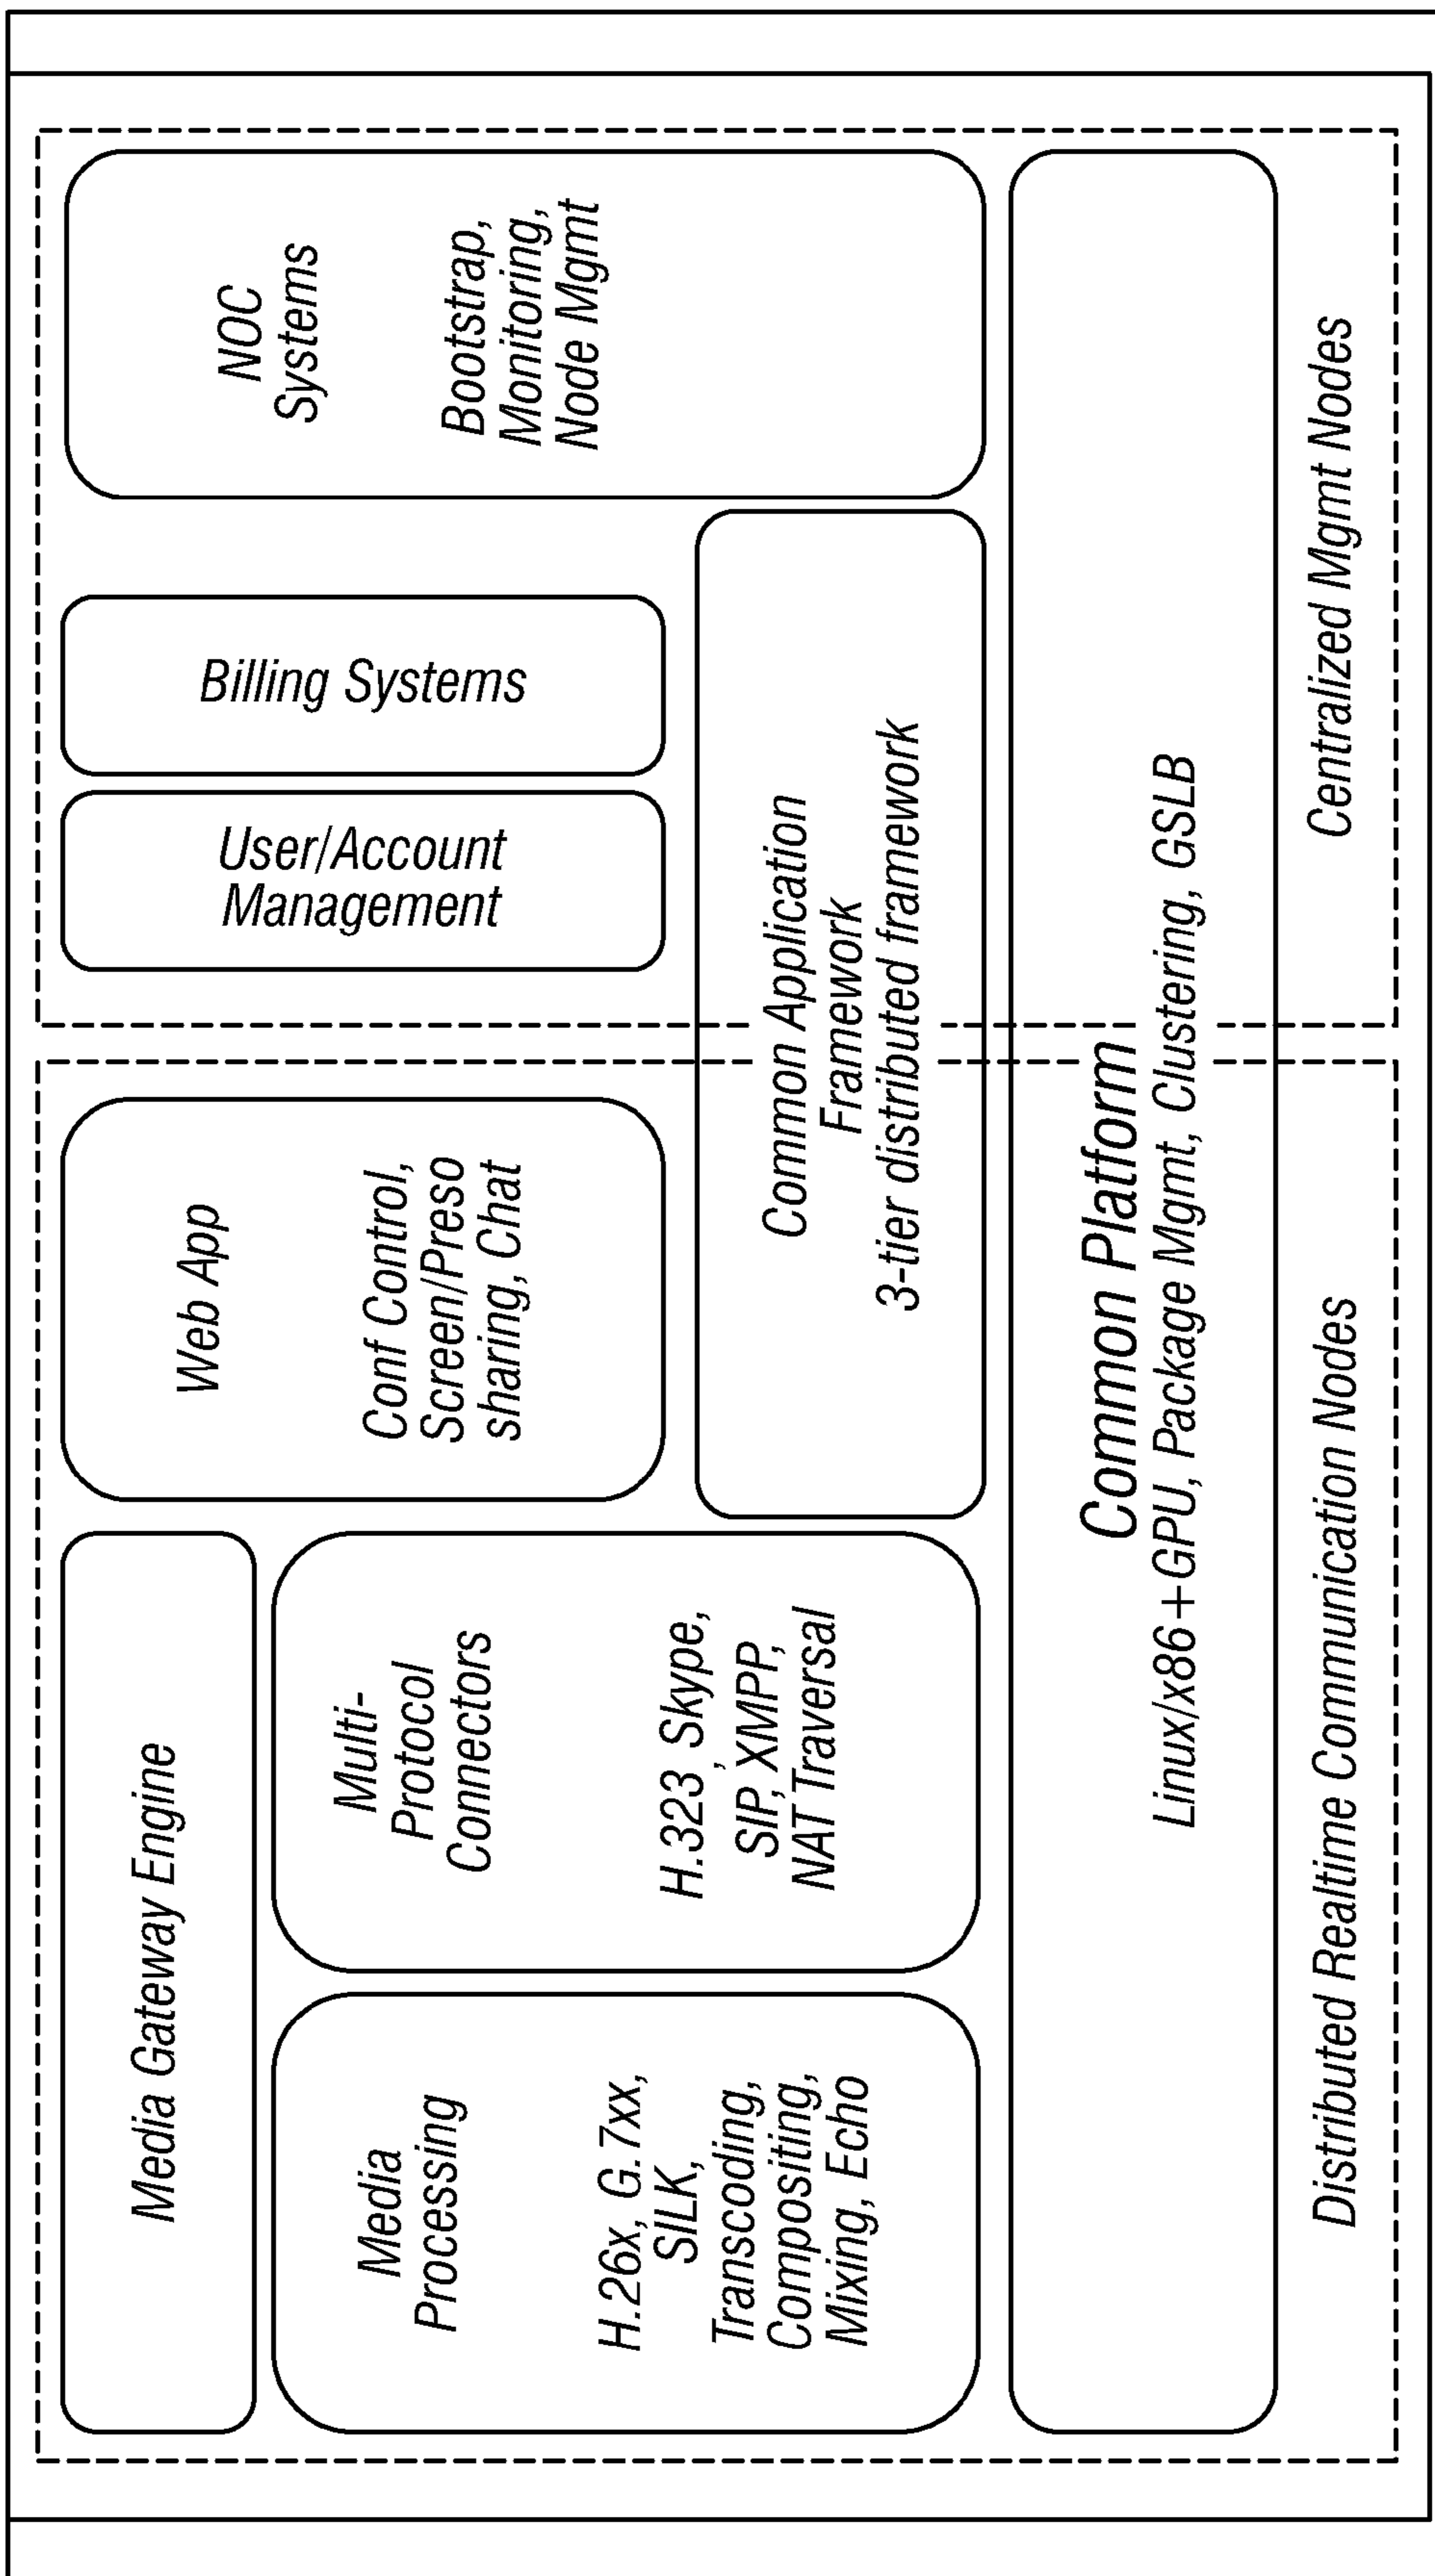 Media Gateway Engine
Media
Processing
H.26x, G.7xx,
SILK,
Transcoding,
Compositing,
Mixing, Echo
Multi-
Protocol
Connectors
H.323, Skype,
SIP, XMPP,
NAT Traversal
Web App
Conf Control,
Screen/Preso
sharing, Chat
User/Account
Management
Billing Systems
NOC
Systems
Bootstrap,
Monitoring,
Node Mgmt
Common Application
Framework
3-tier distributed framework
Common Platform
Linux/x86+GPU, Package Mgmt, Clustering, GSLB
Distributed Realtime Communication Nodes
Centralized Mgmt Nodes